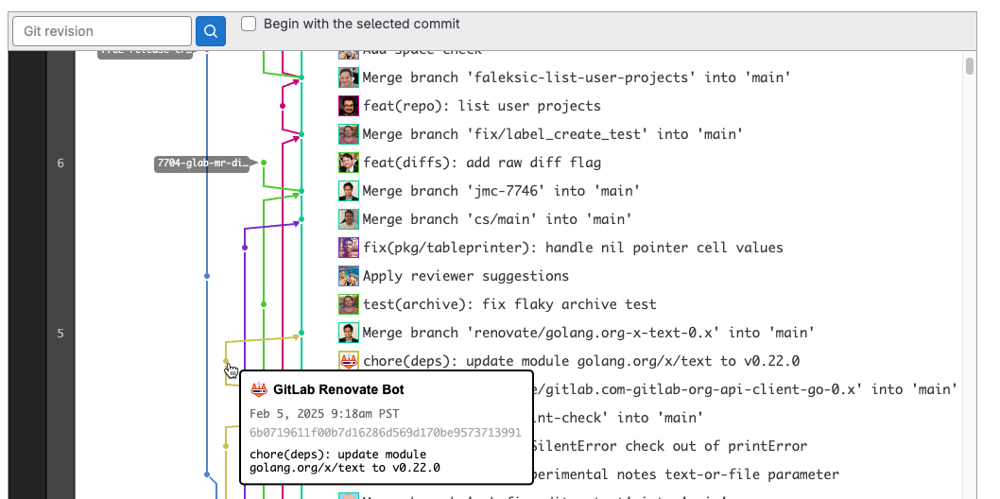 Git revision
Begin with the selected commit
Add space check
Merge branch 'faleksic-list-user-projects' into 'main'
feat(repo): list user projects
Merge branch 'fix/label_create_test' into 'main'
6
7704-glab-mr-di…
feat(diffs): add raw diff flag
Merge branch 'jmc-7746' into 'main'
Merge branch 'cs/main' into 'main'
fix(pkg/tableprinter): handle nil pointer cell values
Apply reviewer suggestions
test(archive): fix flaky archive test
5
Merge branch 'renovate/golang.org-x-text-0.x' into 'main'
chore(deps): update module golang.org/x/text to v0.22.0
e/gitlab.com-gitlab-org-api-client-go-0.x' into 'main'
int-check' into 'main'
SilentError check out of printError
perimental notes text-or-file parameter
GitLab Renovate Bot
Feb 5, 2025 9:18am PST
6b0719611f00b7d16286d569d170be9573713991
chore(deps): update module
golang.org/x/text to v0.22.0